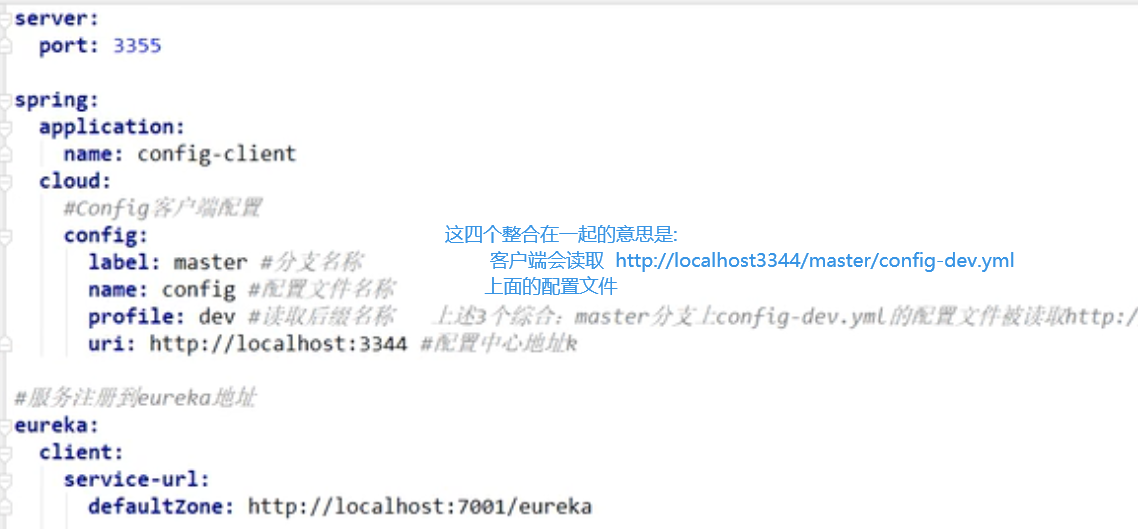 server:
port: 3355
spring:
application:
name: config-client
cloud:
#Config客户端配置
config:
这四个整合在一起的意思是:
label: master #分支名称
客户端会读取 http://localhost3344/master/config-dev.yml
name: config #配置文件名称
上面的配置文件
profile: dev #读取后缀名称 上述3个综合：master分支上config-dev.yml的配置文件被读取http:/
uri: http://localhost:3344 #配置中心地址k
#服务注册到eureka地址
eureka:
client:
service-url:
defaultZone: http://localhost:7001/eureka